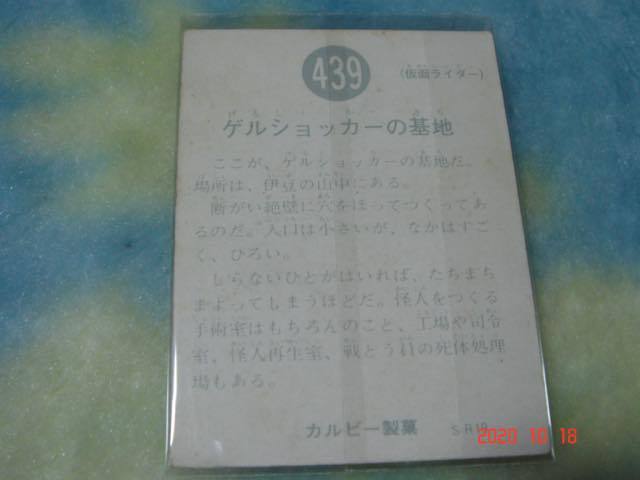 439
(仮面ライダー)
ゲルショッカーの基地
ここが、ゲルショッカーの基地だ。
場所は、伊豆の山中にある。
断がい絶壁に穴をほってつくってあ
るのだ。入口は小さいが、なかはすご
く、ひろい。
しらないひとがはいれば、たちまち
まよってしまうほどだ。怪人をつくる
手術室はもちろんのこと、工場や司令
室、怪人再生室、戦とう員の死体処理
場もある。
カルビー製菓 SR19
2020 10 18